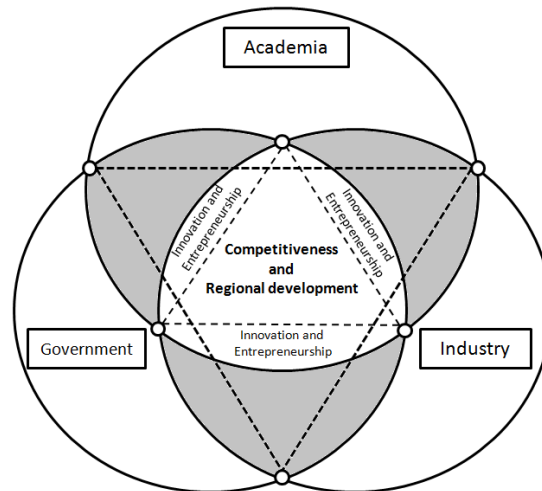 Academia
Innovation and
Entrepreneurship
Innovation and
Entrepreneurship
Competitiveness
and
Regional development
Innovation and
Entrepreneurship
Government
Industry